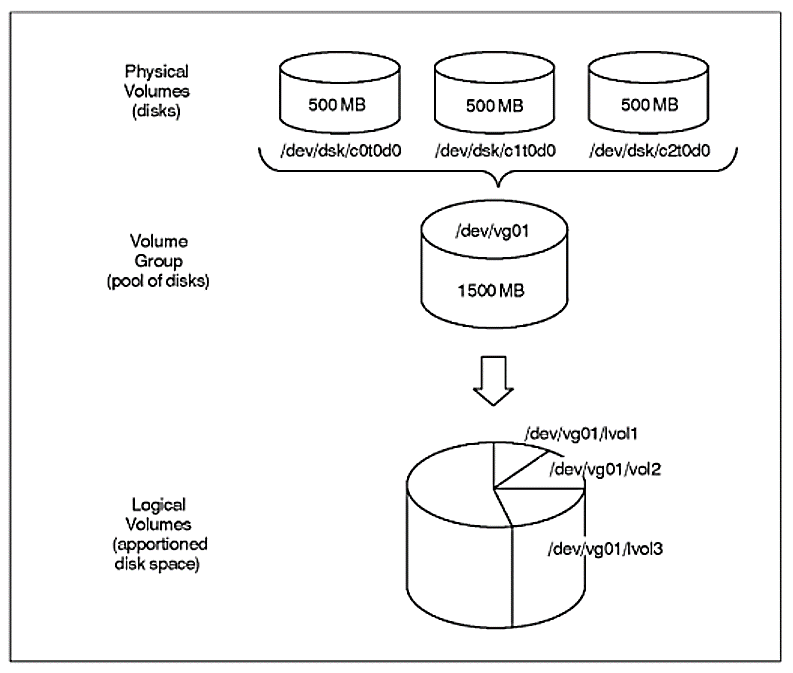 Physical
Volumes
(disks)
500 MB
500 MB
500 MB
/dev/dsk/c0t0d0
/dev/dsk/c1t0d0
/dev/dsk/c2t0d0
Volume
Group
(pool of disks)
/dev/vg01
1500 MB
Logical
Volumes
(apportioned
disk space)
/dev/vg01/lvol1
/dev/vg01/vol2
/dev/vg01/lvol3